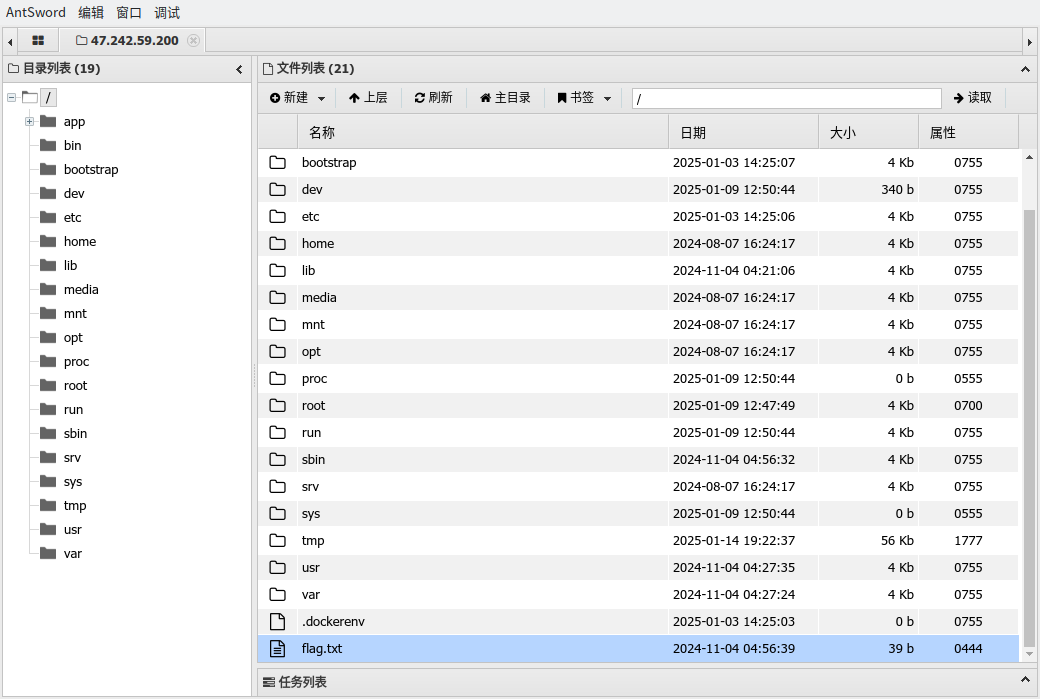 AntSword 编辑 窗口 调试
47.242.59.200
目录列表 (19)
/
app
bin
bootstrap
dev
etc
home
lib
media
mnt
opt
proc
root
run
sbin
srv
sys
tmp
usr
var
文件列表 (21)
新建 上层 刷新 主目录 书签 / 读取
名称 日期 大小 属性
bootstrap 2025-01-03 14:25:07 4 Kb 0755
dev 2025-01-09 12:50:44 340 b 0755
etc 2025-01-03 14:25:06 4 Kb 0755
home 2024-08-07 16:24:17 4 Kb 0755
lib 2024-11-04 04:21:06 4 Kb 0755
media 2024-08-07 16:24:17 4 Kb 0755
mnt 2024-08-07 16:24:17 4 Kb 0755
opt 2024-08-07 16:24:17 4 Kb 0755
proc 2025-01-09 12:50:44 0 b 0555
root 2025-01-09 12:47:49 4 Kb 0700
run 2025-01-09 12:50:44 4 Kb 0755
sbin 2024-11-04 04:56:32 4 Kb 0755
srv 2024-08-07 16:24:17 4 Kb 0755
sys 2025-01-09 12:50:44 0 b 0555
tmp 2025-01-14 19:22:37 56 Kb 1777
usr 2024-11-04 04:27:35 4 Kb 0755
var 2024-11-04 04:27:24 4 Kb 0755
.dockerenv 2025-01-03 14:25:03 0 b 0755
flag.txt 2024-11-04 04:56:39 39 b 0444
任务列表